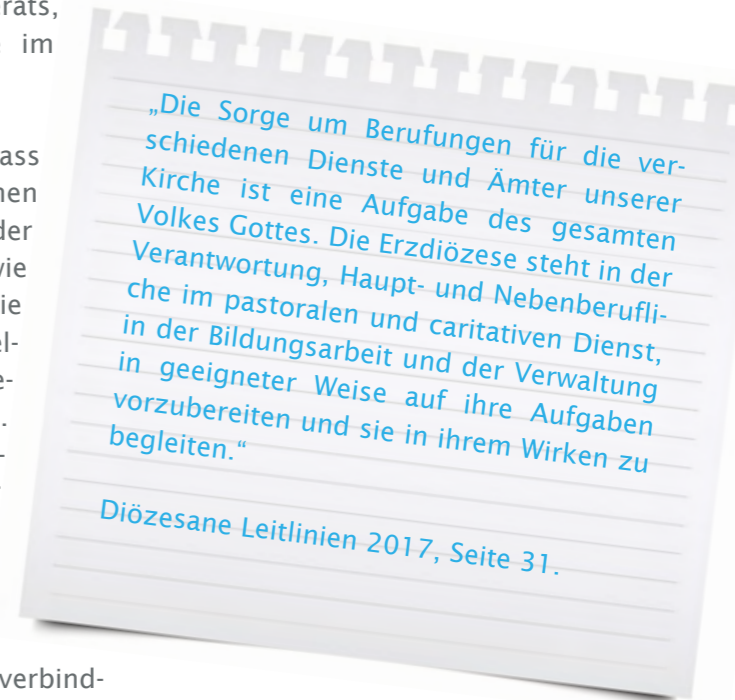 rats,
im
ass
nen
der
vie
ie
el-
e-
.
-
„Die Sorge um Berufungen für die ver-
schiedenen Dienste und Ämter unserer
Kirche ist eine Aufgabe des gesamten
Volkes Gottes. Die Erzdiözese steht in der
Verantwortung, Haupt- und Nebenberufli-
che im pastoralen und caritativen Dienst,
in der Bildungsarbeit und der Verwaltung
in geeigneter Weise auf ihre Aufgaben
vorzubereiten und sie in ihrem Wirken zu
begleiten.“
Diözesane Leitlinien 2017, Seite 31.
verbind-